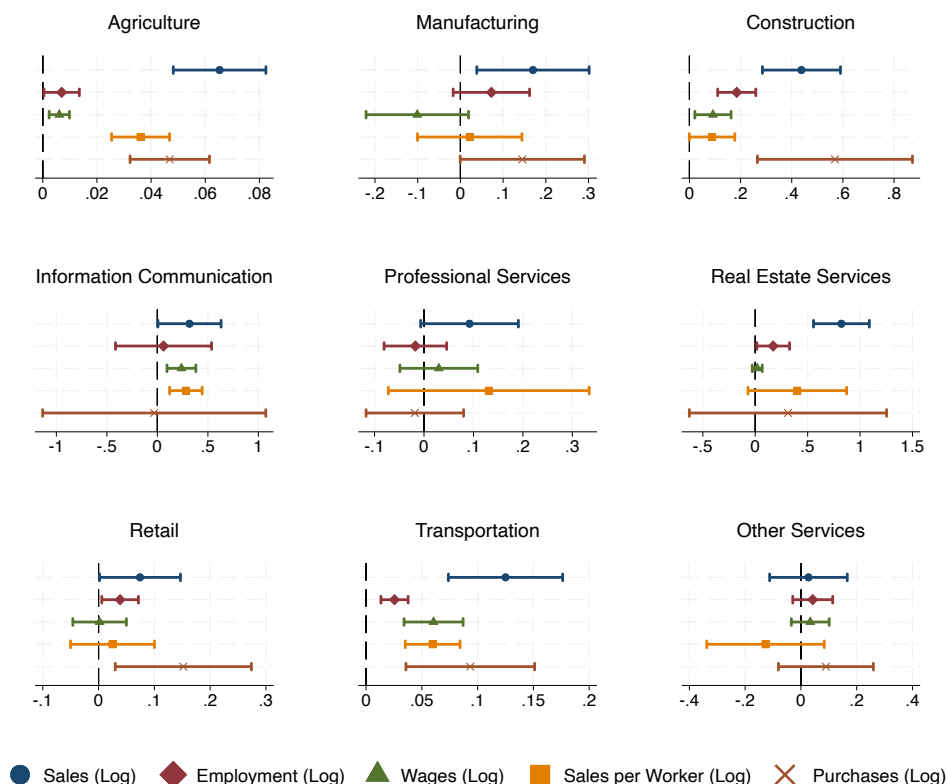 Agriculture Manufacturing Construction
0 .02 .04 .06 .08 -.2 -.1 0 .1 .2 .3 0 .2 .4 .6 .8
Information Communication Professional Services Real Estate Services
-1 -.5 0 .5 1 -.1 0 .1 .2 .3 -.5 0 .5 1 1.5
Retail Transportation Other Services
-.1 0 .1 .2 .3 0 .05 .1 .15 .2 -.4 -.2 0 .2 .4
Sales (Log) Employment (Log) Wages (Log) Sales per Worker (Log) Purchases (Log)